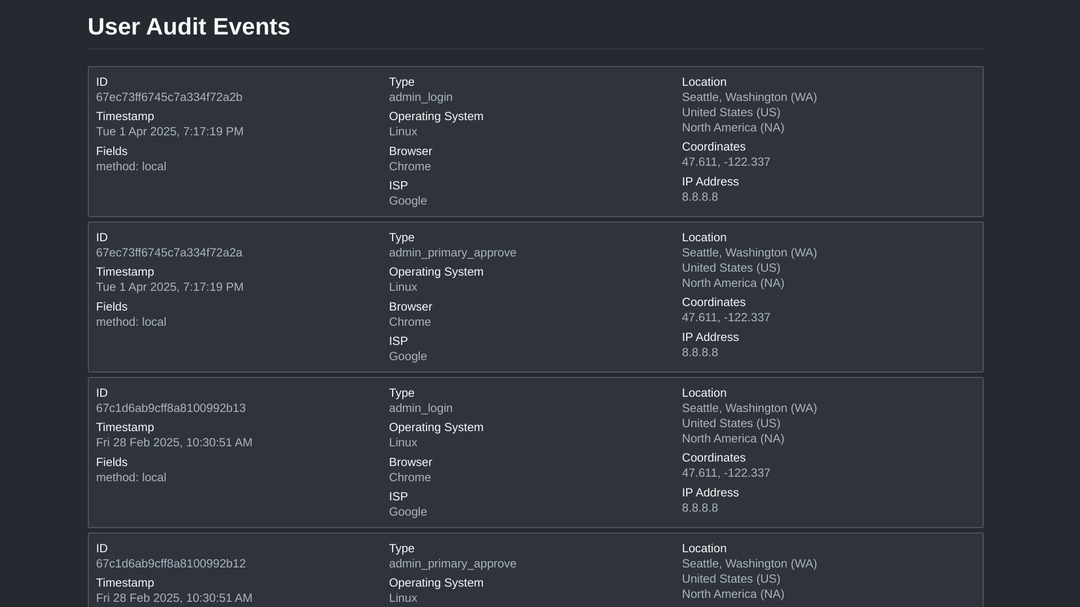 User Audit Events
ID
67ec73ff6745c7a334f72a2b
Timestamp
Tue 1 Apr 2025, 7:17:19 PM
Fields
method: local
Type
admin_login
Operating System
Linux
Browser
Chrome
ISP
Google
Location
Seattle, Washington (WA)
United States (US)
North America (NA)
Coordinates
47.611, -122.337
IP Address
8.8.8.8
ID
67ec73ff6745c7a334f72a2a
Timestamp
Tue 1 Apr 2025, 7:17:19 PM
Fields
method: local
Type
admin_primary_approve
Operating System
Linux
Browser
Chrome
ISP
Google
Location
Seattle, Washington (WA)
United States (US)
North America (NA)
Coordinates
47.611, -122.337
IP Address
8.8.8.8
ID
67c1d6ab9cff8a8100992b13
Timestamp
Fri 28 Feb 2025, 10:30:51 AM
Fields
method: local
Type
admin_login
Operating System
Linux
Browser
Chrome
ISP
Google
Location
Seattle, Washington (WA)
United States (US)
North America (NA)
Coordinates
47.611, -122.337
IP Address
8.8.8.8
ID
67c1d6ab9cff8a8100992b12
Timestamp
Fri 28 Feb 2025, 10:30:51 AM
Type
admin_primary_approve
Operating System
Linux
Location
Seattle, Washington (WA)
United States (US)
North America (NA)